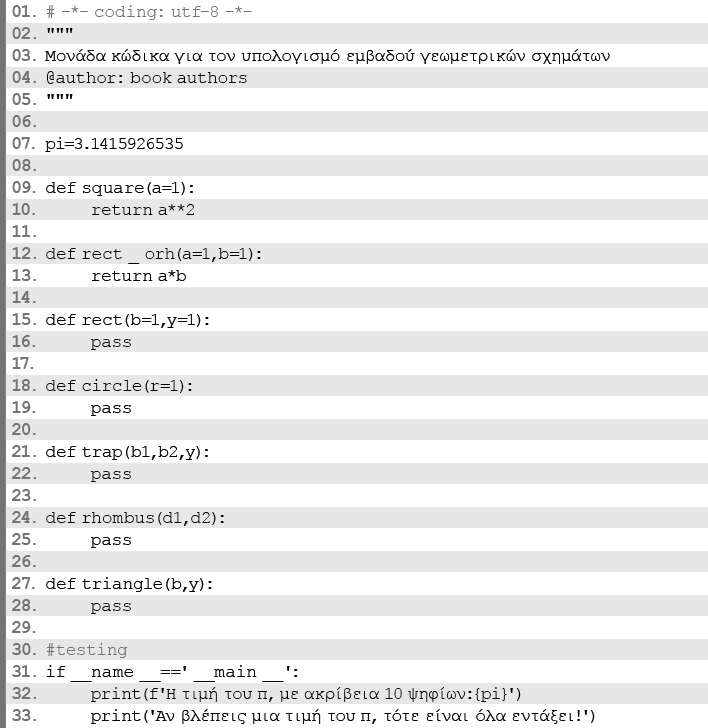 01. # -*- coding: utf-8 -*-
02. """
03. Μονάδα κώδικα για τον υπολογισμό εμβαδού γεωμετρικών σχημάτων
04. @author: book authors
05. """
06.
07. pi=3.1415926535
08.
09. def square(a=1):
10. return a**2
11.
12. def rect _ orh(a=1,b=1):
13. return a*b
14.
15. def rect(b=1,y=1):
16. pass
17.
18. def circle(r=1):
19. pass
20.
21. def trap(b1,b2,y):
22. pass
23.
24. def rhombus(d1,d2):
25. pass
26.
27. def triangle(b,y):
28. pass
29.
30. #testing
31. if __name __==' __main __':
32. print(f'Η τιμή του π, με ακρίβεια 10 ψηφίων:{pi}')
33. print('Αν βλέπεις μια τιμή του π, τότε είναι όλα εντάξει!')